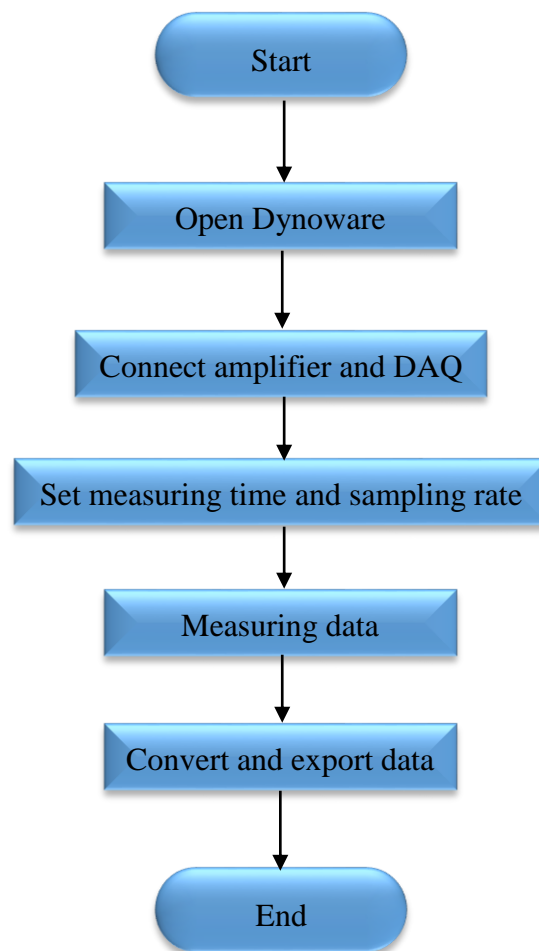 Start
Open Dynoware
Connect amplifier and DAQ
Set measuring time and sampling rate
Measuring data
Convert and export data
End